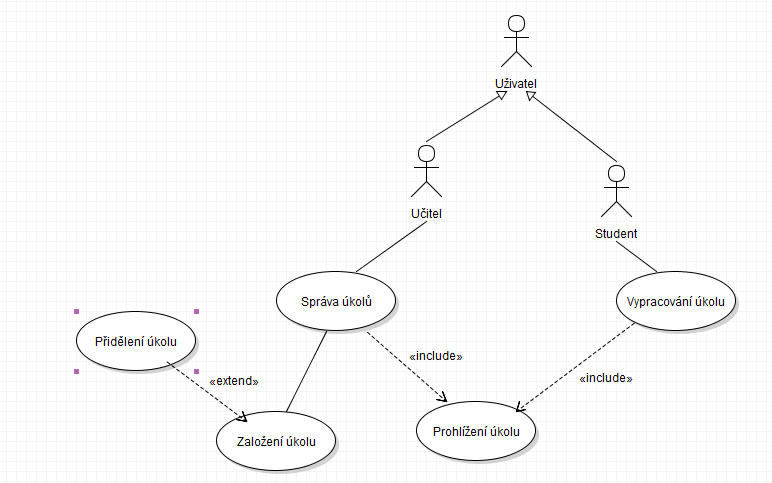 Uživatel
Učitel
Student
Správa úkolů
Vypracování úkolu
Přidělení úkolu
«include»
«extend»
«include»
Založení úkolu
Prohlížení úkolu